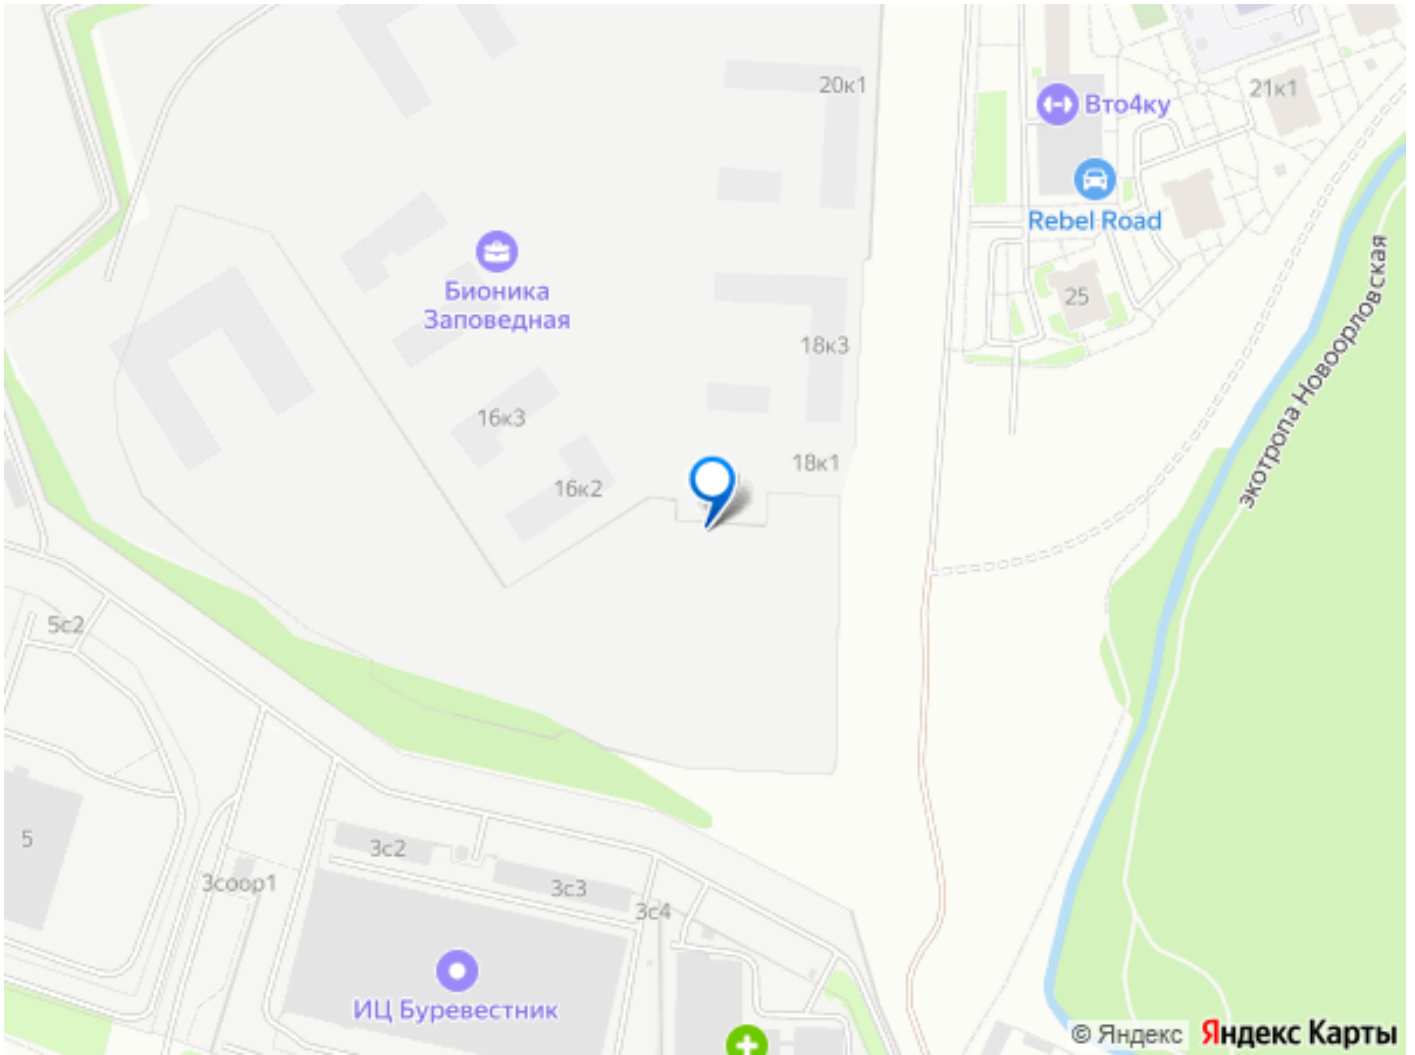 20к1
Вто4ку
21к1
Rebel Road
Бионика
Заповедная
25
18к3
экотропа Новоорловская
16к3
18к1
16к2
5с2
5
3с2
3соор1
3с3
3с4
ИЦ Буревестник
© Яндекс Яндекс Карты